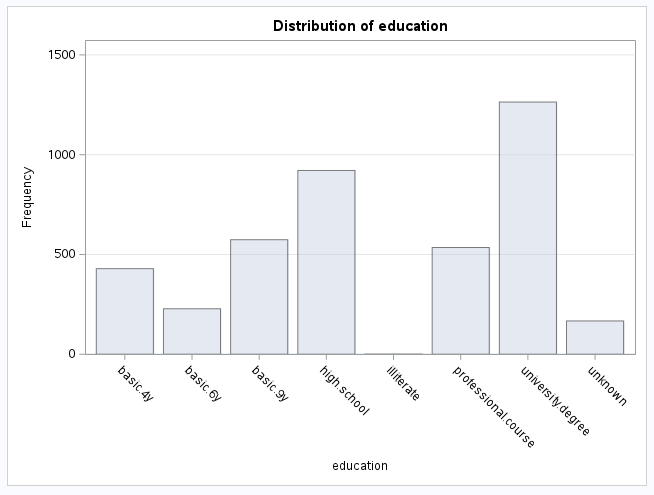 Distribution of education
1500
1000
500
0
Frequency
basic.4y
basic.6y
basic.9y
high.school
illiterate
professional.course
university.degree
unknown
education